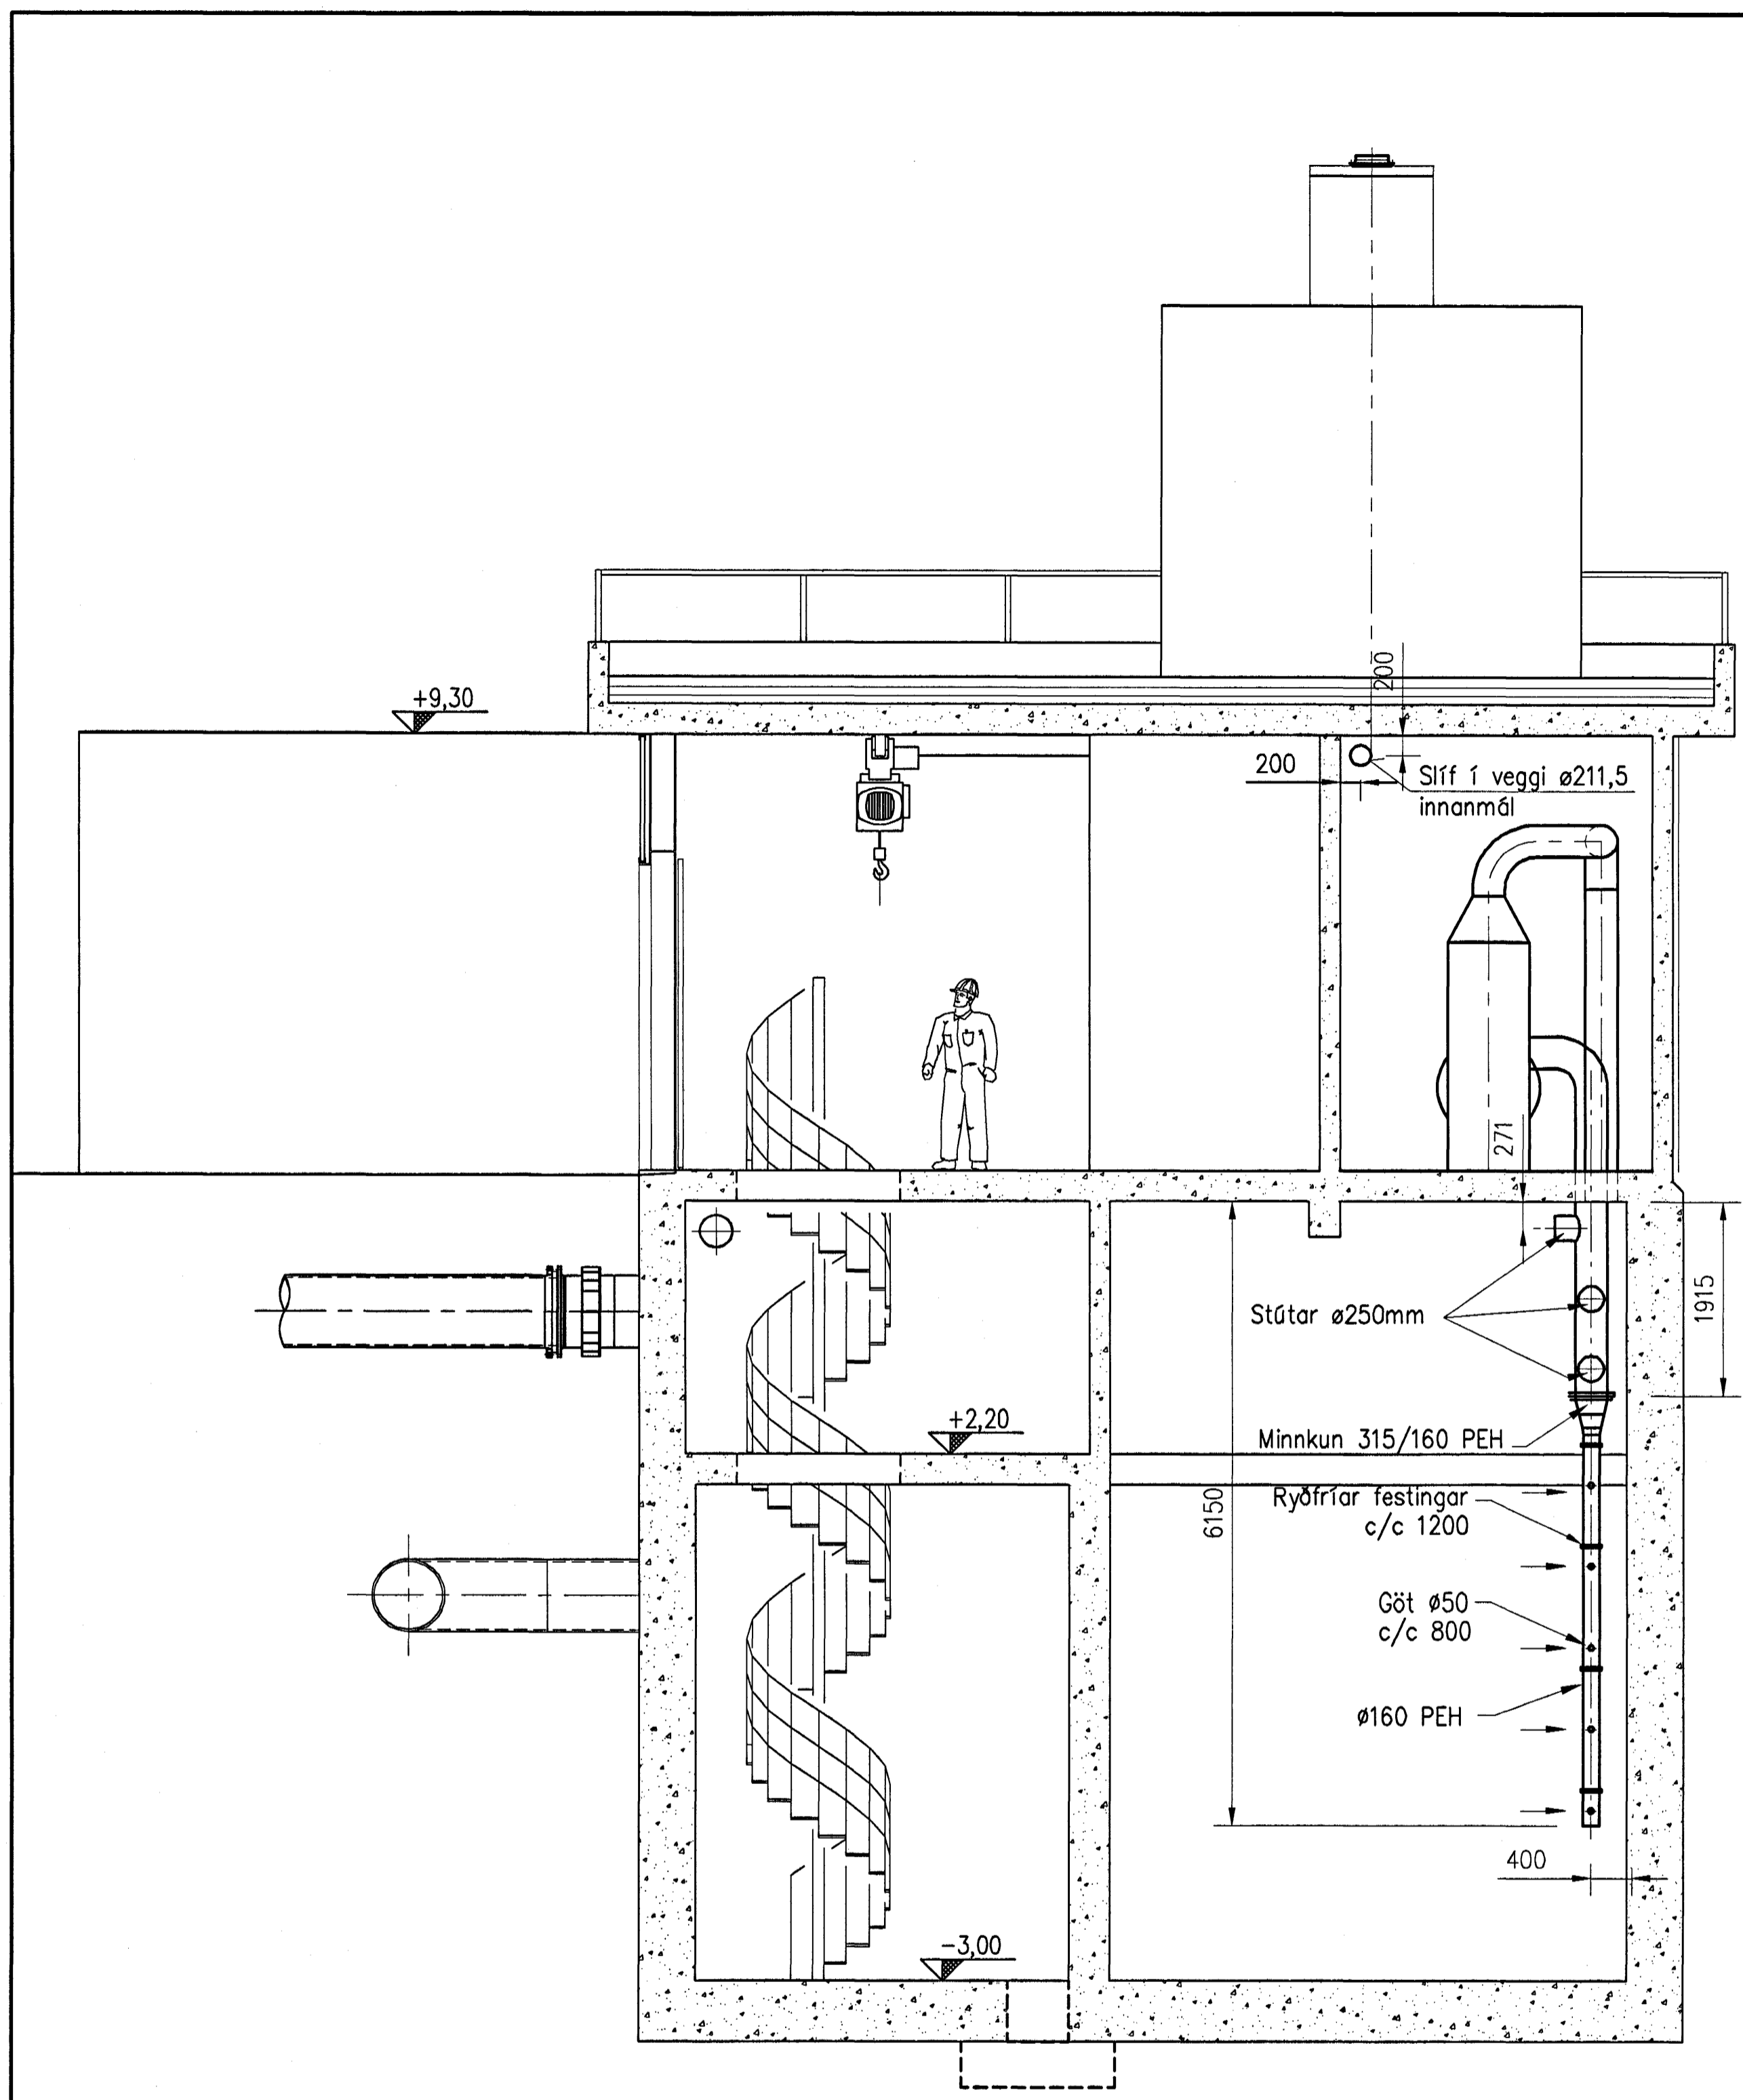 200
+9,30
200
Slíf í veggi ø211,5
innanmál
271
Stútar ø250mm
1915
+2,20
Minnkun 315/160 PEH
6150
Ryðfríar festingar
c/c 1200
Göt ø50
c/c 800
ø160 PEH
400
-3,00